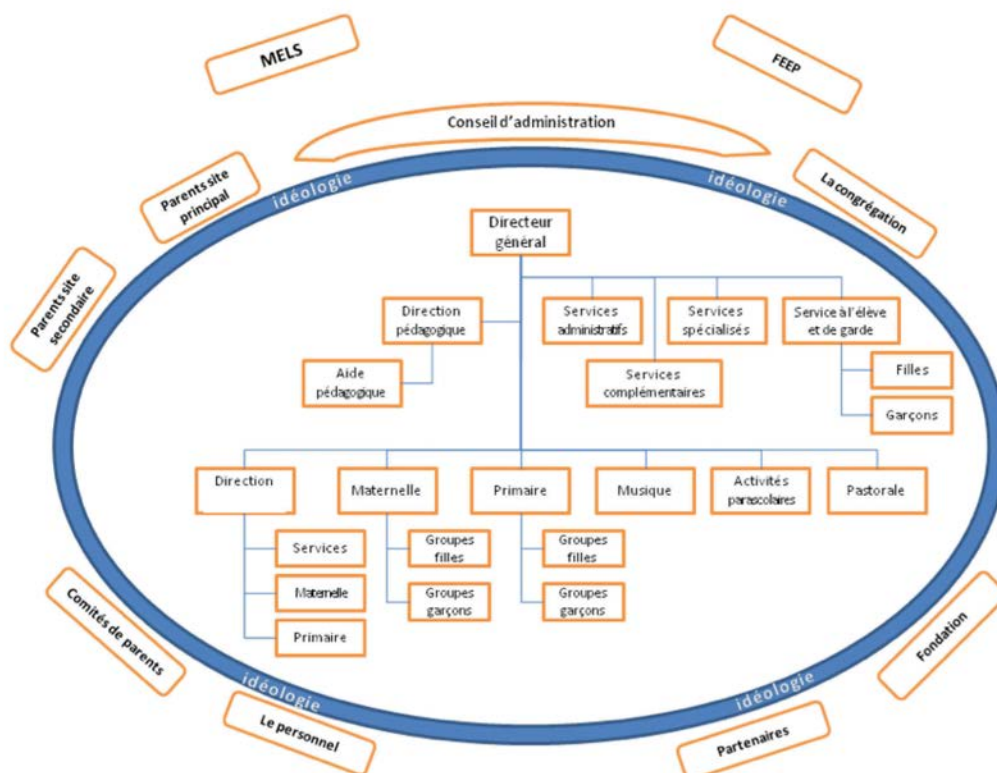 MELS
FEEP
Conseil d'administration
Parents site
principal
idéologie
idéologie
La congrégation
Parents site
secondaire
Directeur
général
Direction
pédagogique
Services
administratifs
Services
spécialisés
Service à l'élève
et de garde
Aide
pédagogique
Services
complémentaires
Filles
Garçons
Direction
Maternelle
Primaire
Musique
Activités
parascolaires
Pastorale
Services
Groupes
filles
Groupes
filles
Maternelle
Groupes
garçons
Groupes
garçons
Primaire
Comités de parents
Fondation
idéologie
idéologie
Le personnel
Partenaires